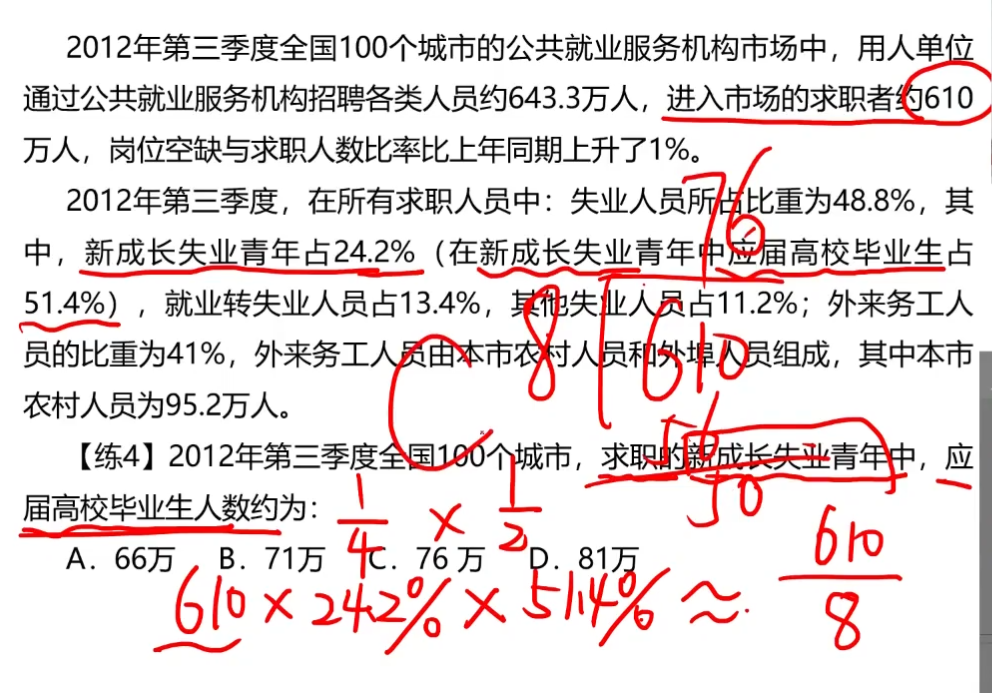 2012年第三季度全国100个城市的公共就业服务机构市场中，用人单位
通过公共就业服务机构招聘各类人员约643.3万人，进入市场的求职者约610
万人，岗位空缺与求职人数比率比上年同期上升了1%。
2012年第三季度，在所有求职人员中：失业人员所占比重为48.8%，其
中，新成长失业青年占24.2%（在新成长失业青年中应届高校毕业生占
51.4%），就业转失业人员占13.4%，其他失业人员占11.2%；外来务工人
员的比重为41%，外来务工人员由本市农村人员和外埠人员组成，其中本市
农村人员为95.2万人。
【练4】2012年第三季度全国100个城市，求职的新成长失业青年中，应
届高校毕业生人数约为：
A．66万 B．71万 C．76万 D．81万
76
8 610
56
50
1/4 × 1/2
610×24.2%×51.4%≈ 610/8
C